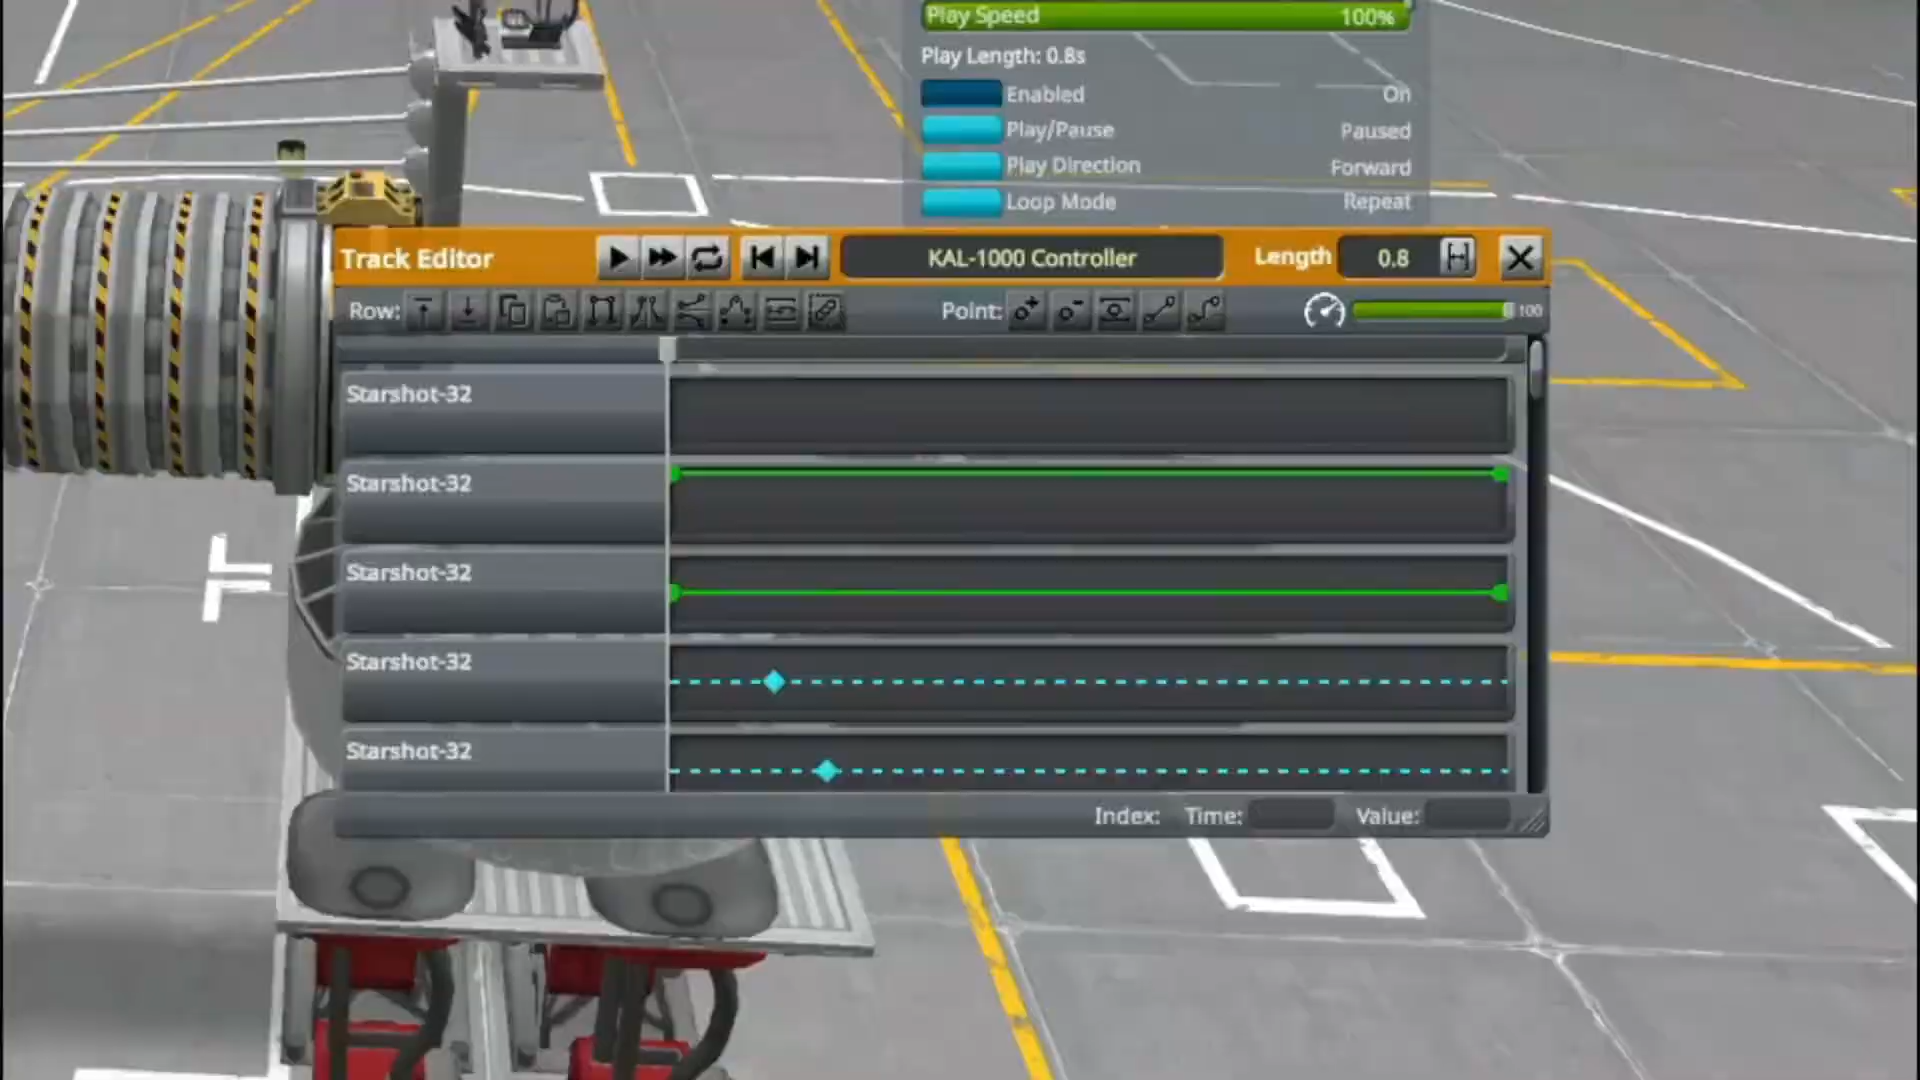 Play Speed 100%
Play Length: 0.8s
Enabled On
Play/Pause Paused
Play Direction Forward
Loop Mode Repeat
Track Editor KAL-1000 Controller Length 0.8
Row: Point: 100
Starshot-32
Starshot-32
Starshot-32
Starshot-32
Starshot-32
Index: Time: Value: